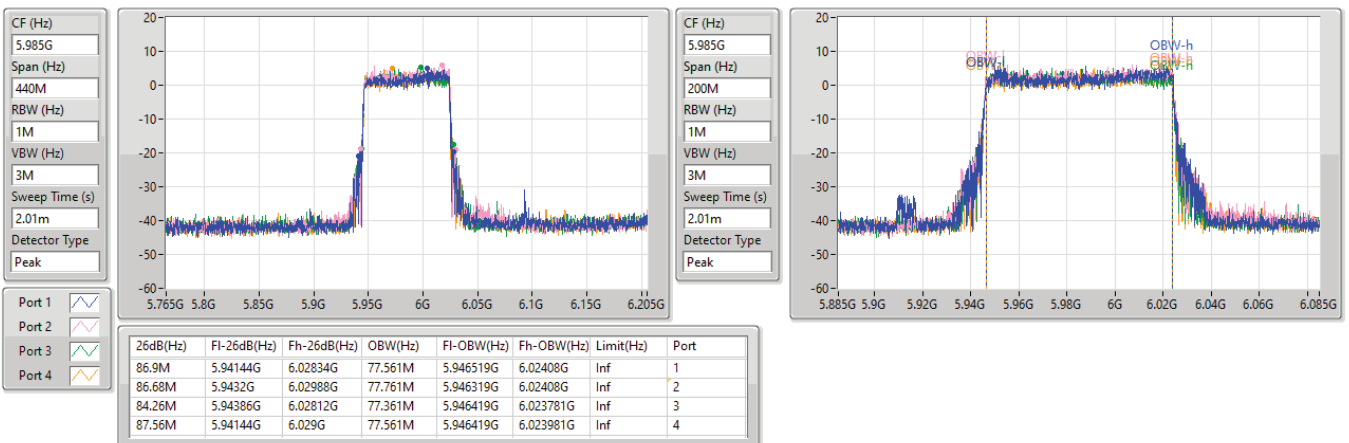 CF (Hz)
5.985G
Span (Hz)
440M
RBW (Hz)
1M
VBW (Hz)
3M
Sweep Time (s)
2.01m
Detector Type
Peak
20
10
0
-10
-20
-30
-40
-50
-60
5.765G 5.8G 5.85G 5.9G 5.95G 6G 6.05G 6.1G 6.15G 6.205G
CF (Hz)
5.985G
Span (Hz)
200M
RBW (Hz)
1M
VBW (Hz)
3M
Sweep Time (s)
2.01m
Detector Type
Peak
20
10
0
-10
-20
-30
-40
-50
-60
OBW-h
OBW-l
OBW-h
5.885G 5.9G 5.92G 5.94G 5.96G 5.98G 6G 6.02G 6.04G 6.06G 6.085G
Port 1
Port 2
Port 3
Port 4
26dB(Hz) Fl-26dB(Hz) Fh-26dB(Hz) OBW(Hz) Fl-OBW(Hz) Fh-OBW(Hz) Limit(Hz) Port
86.9M 5.94144G 6.02834G 77.561M 5.946519G 6.02408G Inf 1
86.68M 5.9432G 6.02988G 77.761M 5.946319G 6.02408G Inf 2
84.26M 5.94386G 6.02812G 77.361M 5.946419G 6.023781G Inf 3
87.56M 5.94144G 6.029G 77.561M 5.946419G 6.023981G Inf 4